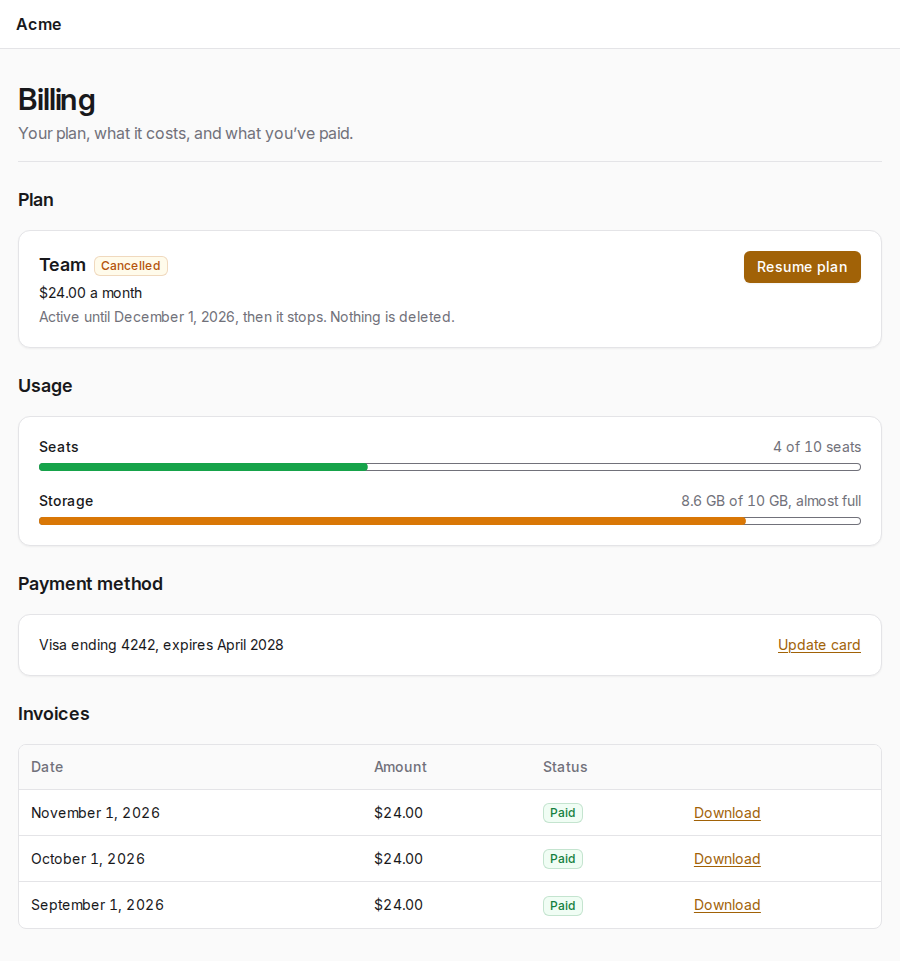 Acme
Billing
Your plan, what it costs, and what you’ve paid.
Plan
Team Cancelled
Resume plan
$24.00 a month
Active until December 1, 2026, then it stops. Nothing is deleted.
Usage
Seats 4 of 10 seats
Storage 8.6 GB of 10 GB, almost full
Payment method
Visa ending 4242, expires April 2028 Update card
Invoices
Date Amount Status
November 1, 2026 $24.00 Paid Download
October 1, 2026 $24.00 Paid Download
September 1, 2026 $24.00 Paid Download